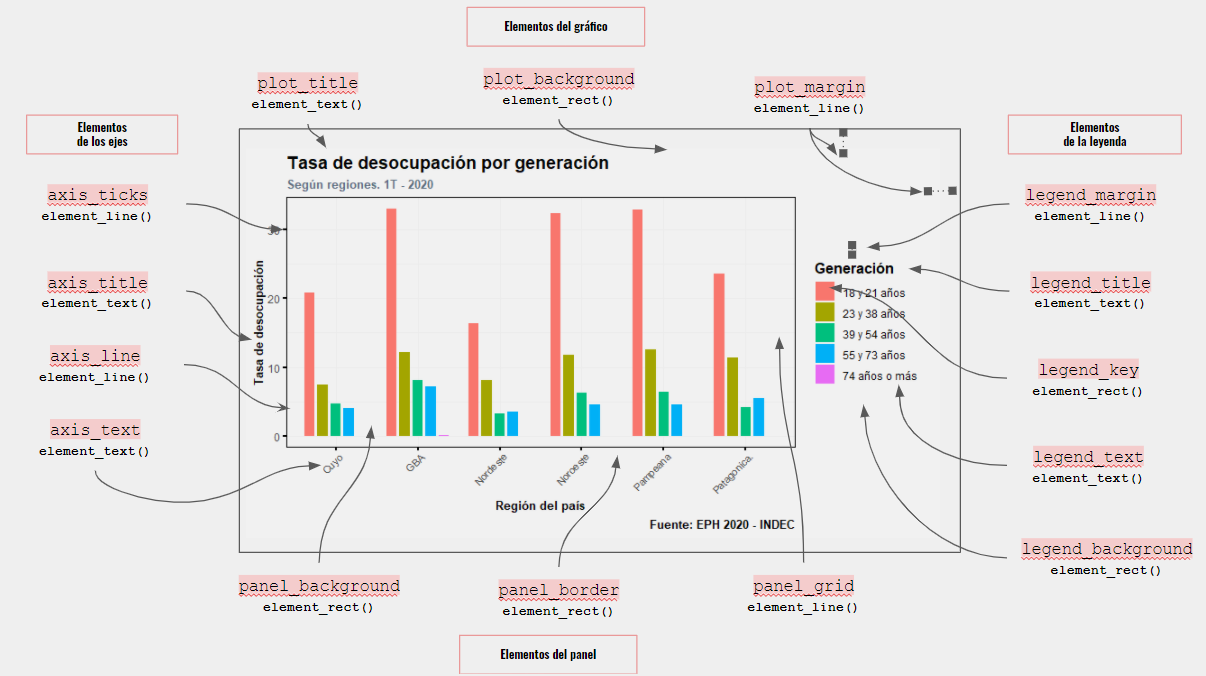 Elementos del gráfico
plot_title
element_text()
plot_background
element_rect()
plot_margin
element_line()
Elementos
de los ejes
axis_ticks
element_line()
axis_title
element_text()
axis_line
element_line()
axis_text
element_text()
Tasa de desocupación por generación
Según regiones. 1T - 2020
Tasa de desocupación
30
20
10
0
Cuyo
GBA
Nordeste
Noroeste
Pampeana
Patagonica.
Región del país
Fuente: EPH 2020 - INDEC
Generación
18 y 21 años
23 y 38 años
39 y 54 años
55 y 73 años
74 años o más
Elementos
de la leyenda
legend_margin
element_line()
legend_title
element_text()
legend_key
element_rect()
legend_text
element_text()
legend_background
element_rect()
panel_background
element_rect()
panel_border
element_rect()
panel_grid
element_line()
Elementos del panel